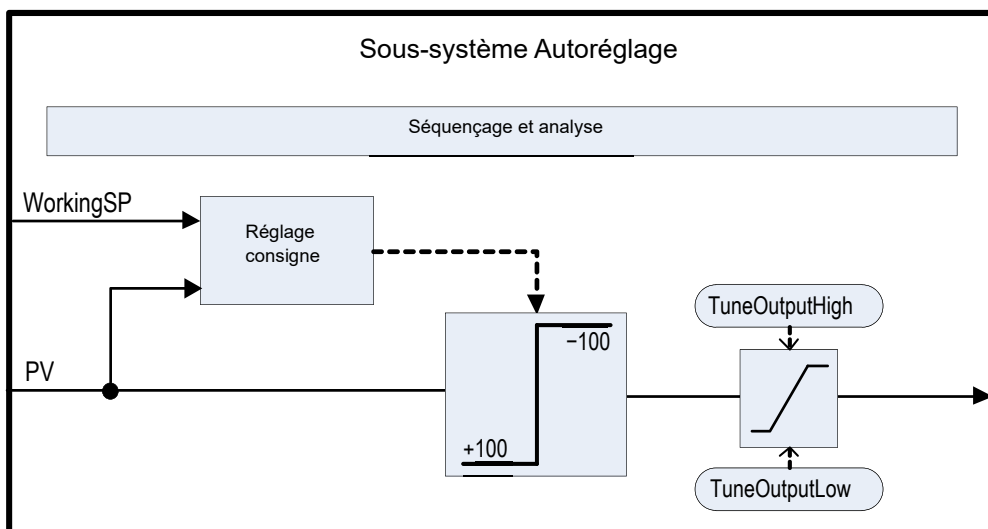 Sous-système Autoréglage
Séquençage et analyse
WorkingSP
Réglage
consigne
TuneOutputHigh
−100
PV
+100
TuneOutputLow